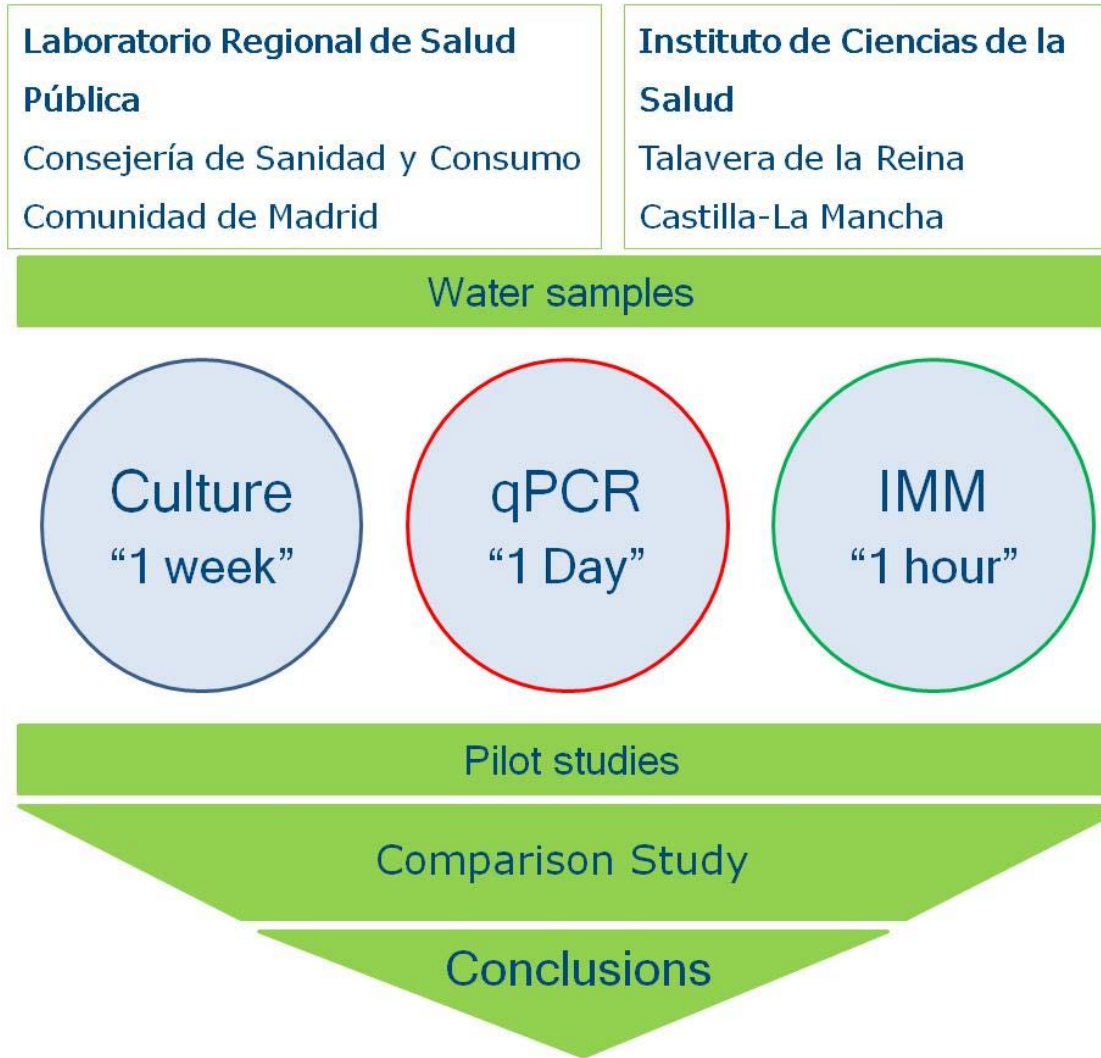 Laboratorio Regional de Salud
Pública
Consejería de Sanidad y Consumo
Comunidad de Madrid
Instituto de Ciencias de la
Salud
Talavera de la Reina
Castilla-La Mancha
Water samples
Culture
“1 week”
qPCR
“1 Day”
IMM
“1 hour”
Pilot studies
Comparison Study
Conclusions